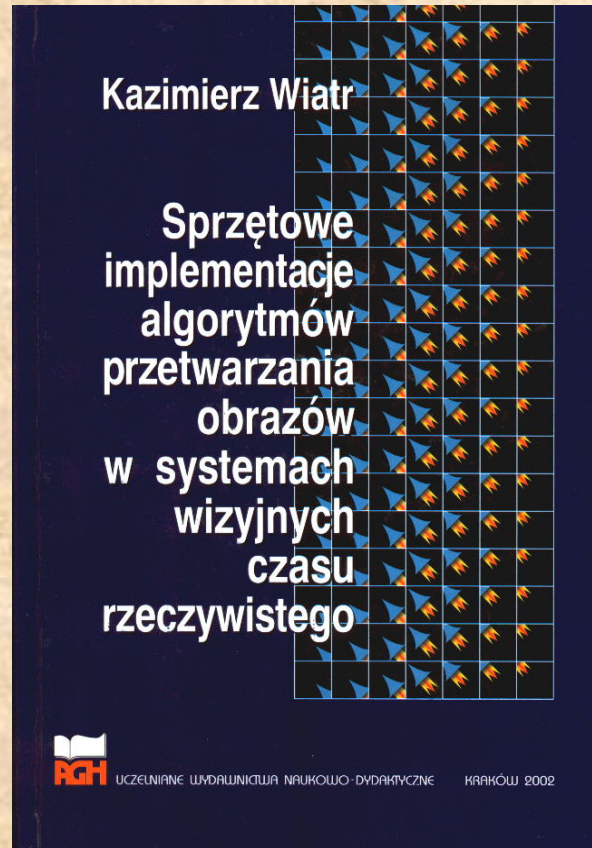 Kazimierz Wiatr
Sprzętowe
implementacje
algorytmów
przetwarzania
obrazów
w systemach
wizyjnych
czasu
rzeczywistego
AGH
UCZELNIANE WYDAWNICTWA NAUKOWO-DYDAKTYCZNE KRAKÓW 2002